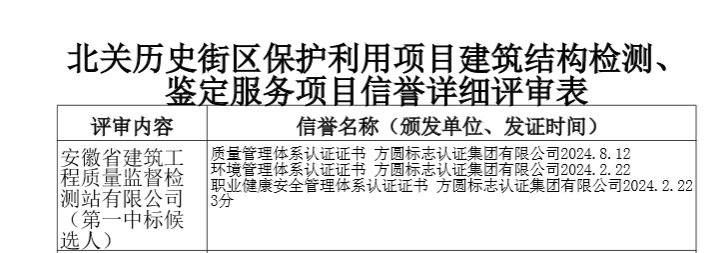 北关历史街区保护利用项目建筑结构检测、
鉴定服务项目信誉详细评审表
评审内容
信誉名称（颁发单位、发证时间）
安徽省建筑工
程质量监督检
测站有限公司
（第一中标候
选人）
质量管理体系认证证书 方圆标志认证集团有限公司2024.8.12
环境管理体系认证证书 方圆标志认证集团有限公司2024.2.22
职业健康安全管理体系认证证书 方圆标志认证集团有限公司2024.2.22
3分